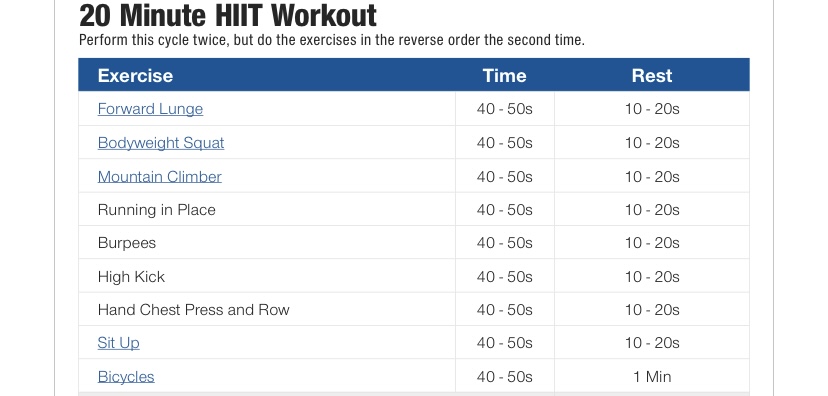 20 Minute HIIT Workout
Perform this cycle twice, but do the exercises in the reverse order the second time.
Exercise Time Rest
Forward Lunge 40 - 50s 10 - 20s
Bodyweight Squat 40 - 50s 10 - 20s
Mountain Climber 40 - 50s 10 - 20s
Running in Place 40 - 50s 10 - 20s
Burpees 40 - 50s 10 - 20s
High Kick 40 - 50s 10 - 20s
Hand Chest Press and Row 40 - 50s 10 - 20s
Sit Up 40 - 50s 10 - 20s
Bicycles 40 - 50s 1 Min